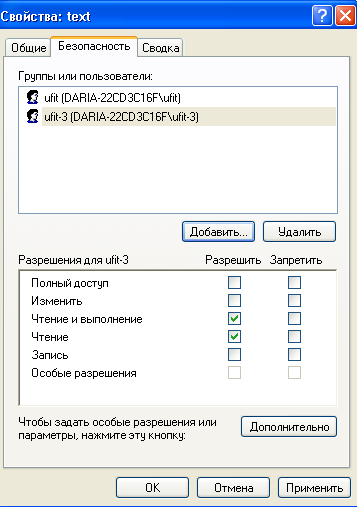 Свойства: text
Общие Безопасность Сводка
Группы или пользователи:
ufit (DARIA-22CD3C16F\ufit)
ufit-3 (DARIA-22CD3C16F\ufit-3)
Добавить... Удалить
Разрешения для ufit-3 Разрешить Запретить
Полный доступ
Изменить
Чтение и выполнение
Чтение
Запись
Особые разрешения
Чтобы задать особые разрешения или
параметры, нажмите эту кнопку: Дополнительно
OK Отмена Применить